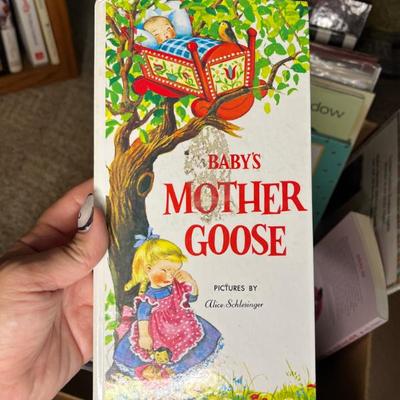 BABY'S
MOTHER
GOOSE
PICTURES BY
Alice Schlesinger